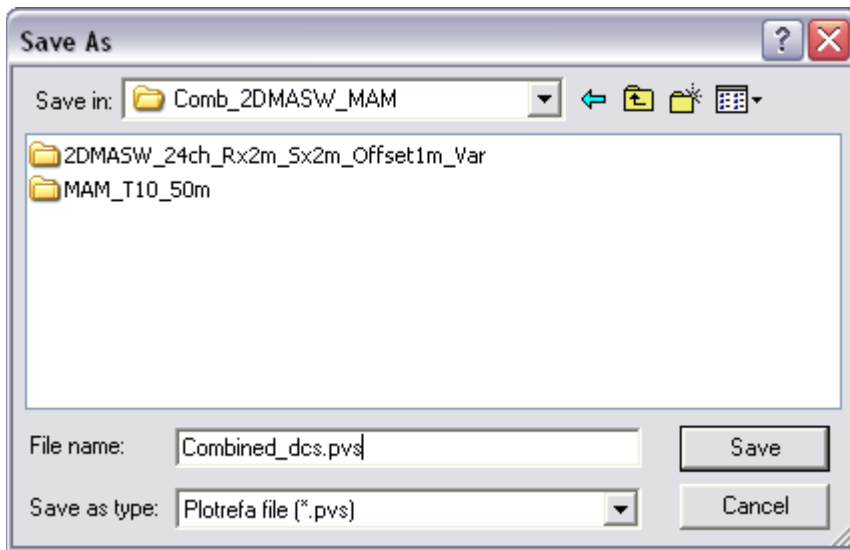 Save As
Save in: Comb_2DMASW_MAM
2DMASW_24ch_Rx2m_Sx2m_Offset1m_Var
MAM_T10_50m
File name: Combined_dcs.pvs Save
Save as type: Plotrefa file (*.pvs) Cancel